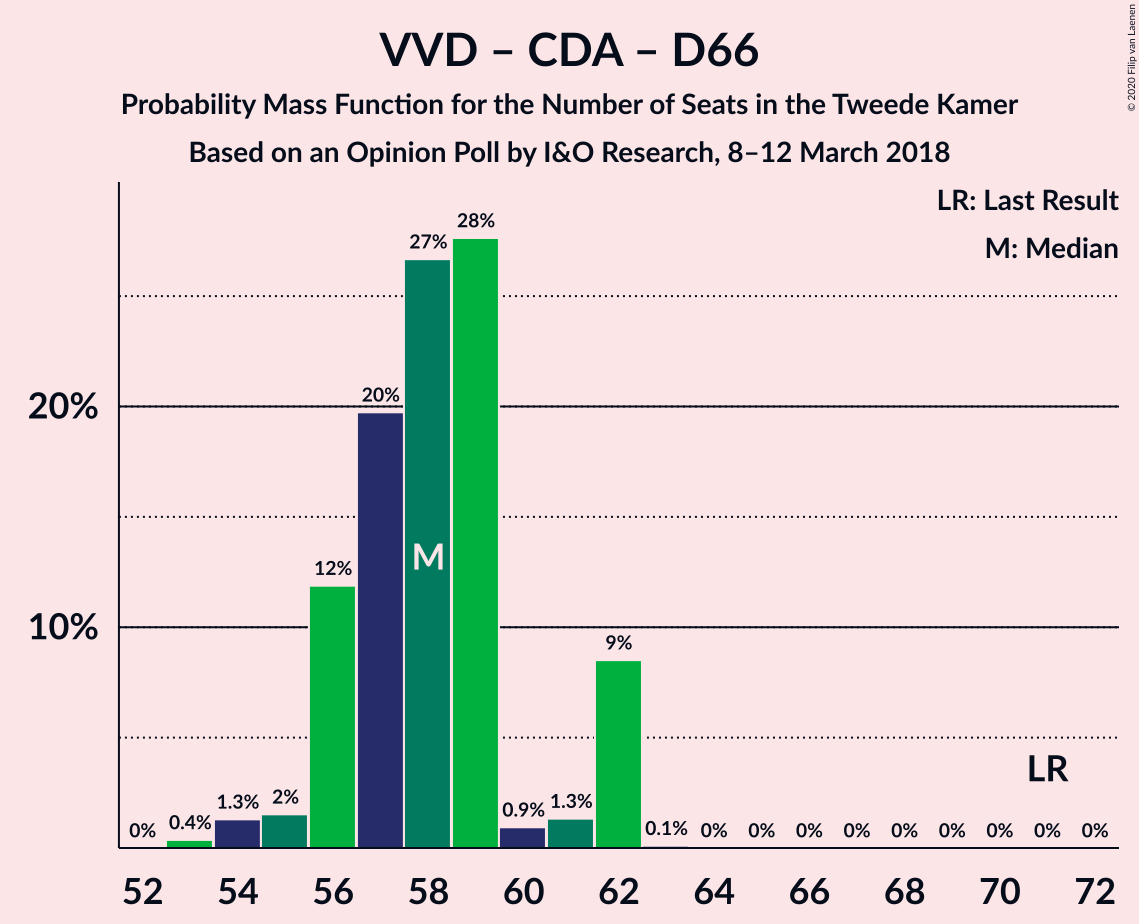 VVD – CDA – D66
Probability Mass Function for the Number of Seats in the Tweede Kamer
Based on an Opinion Poll by I&O Research, 8–12 March 2018
© 2020 Filip van Laenen
LR: Last Result
M: Median
28%
27%
20%
20%
12%
M
10%
9%
LR
0% 0.4% 1.3% 2% 0.9% 1.3% 0.1% 0% 0% 0% 0% 0% 0% 0% 0% 0%
52 54 56 58 60 62 64 66 68 70 72